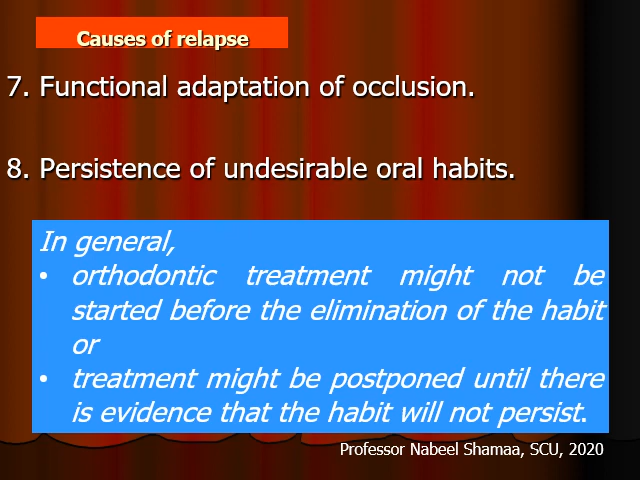 Causes of relapse
7. Functional adaptation of occlusion.
8. Persistence of undesirable oral habits.
In general,
• orthodontic treatment might not be
started before the elimination of the habit
or
• treatment might be postponed until there
is evidence that the habit will not persist.
Professor Nabeel Shamaa, SCU, 2020